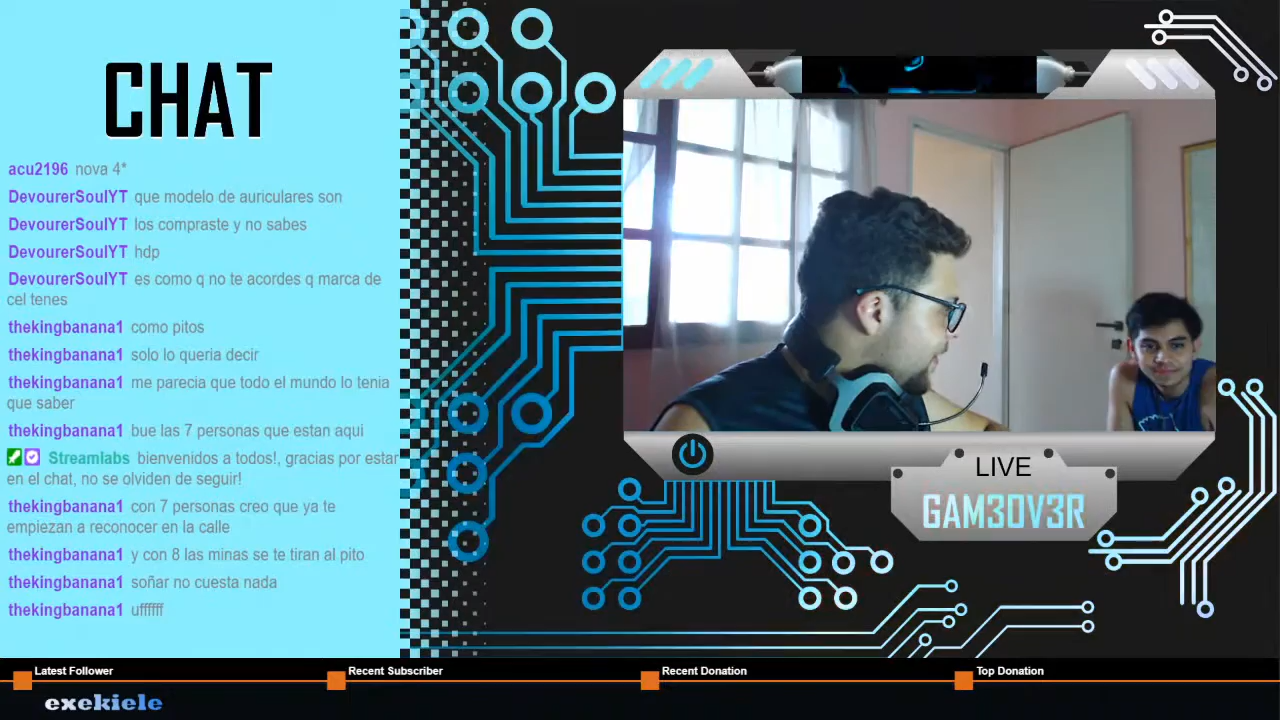 CHAT
acu2196 nova 4*
DevourerSoulYT que modelo de auriculares son
DevourerSoulYT los compraste y no sabes
DevourerSoulYT hdp
DevourerSoulYT es como q no te acordes q marca de
cel tenes
thekingbanana1 como pitos
thekingbanana1 solo lo queria decir
thekingbanana1 me parecia que todo el mundo lo tenia
que saber
thekingbanana1 bue las 7 personas que estan aqui
Streamlabs bienvenidos a todos!, gracias por estar
en el chat, no se olviden de seguir!
thekingbanana1 con 7 personas creo que ya te
empiezan a reconocer en la calle
thekingbanana1 y con 8 las minas se te tiran al pito
thekingbanana1 soñar no cuesta nada
thekingbanana1 uffffff
LIVE
GAM3OV3R
Latest Follower
exekiele
Recent Subscriber
Recent Donation
Top Donation